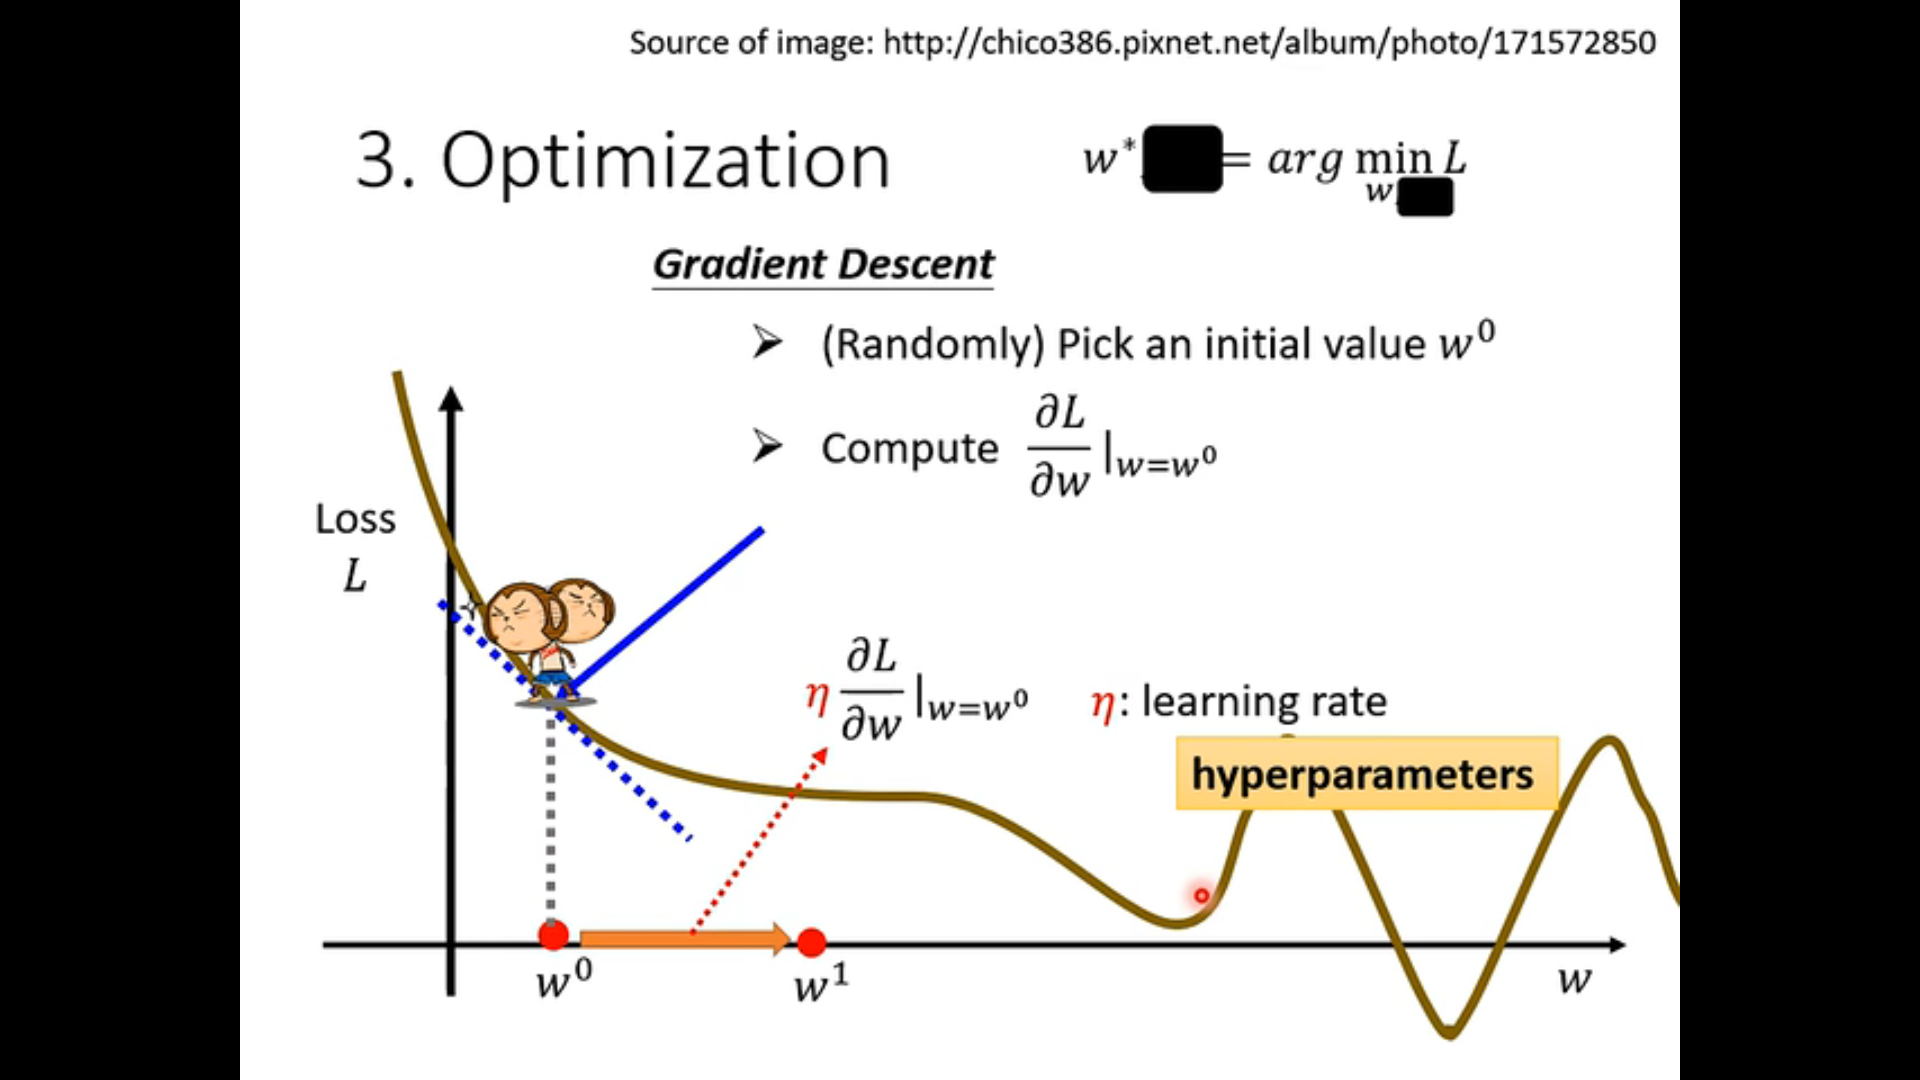 Source of image: http://chico386.pixnet.net/album/photo/171572850
3. Optimization
w* = arg min L
w
Gradient Descent
➢ (Randomly) Pick an initial value w⁰
➢ Compute ∂L/∂w |w=w⁰
Loss
L
η ∂L/∂w |w=w⁰
η: learning rate
hyperparameters
w⁰
w¹
w